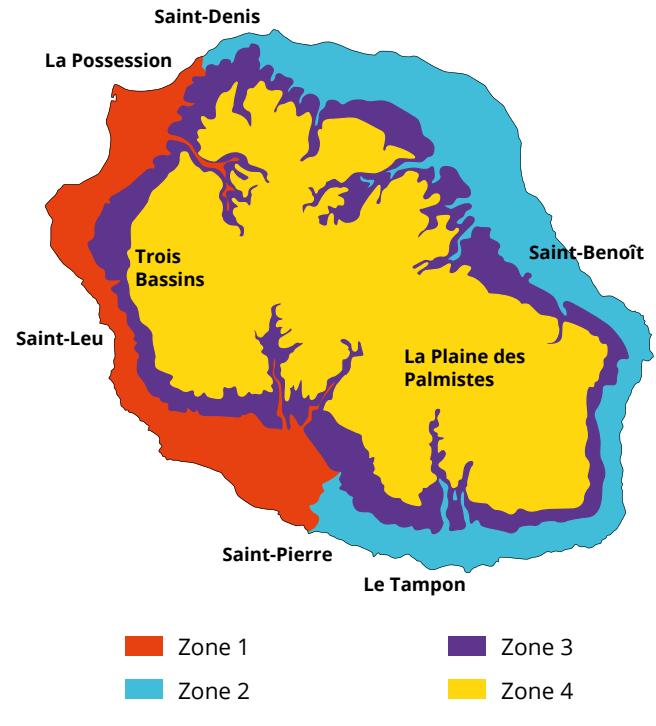 Saint-Denis
La Possession
Saint-Benoît
Trois
Bassins
Saint-Leu
La Plaine des
Palmistes
Saint-Pierre
Le Tampon
Zone 1
Zone 3
Zone 2
Zone 4